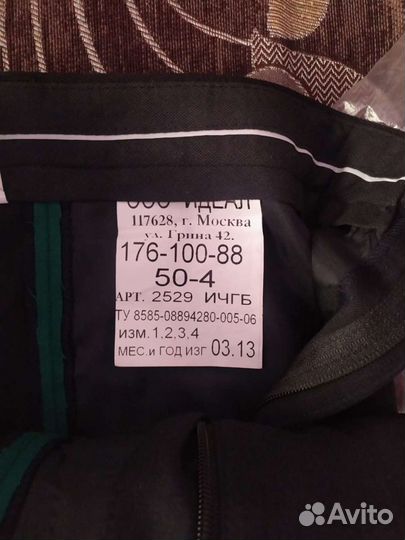 ООО ИДЕАЛ
117628, г. Москва
ул. Грина 42.
176-100-88
50-4
АРТ. 2529 ИЧГБ
ТУ 8585-08894280-005-06
ИЗМ. 1,2,3,4
МЕС.и ГОД ИЗГ 03.13
Avito